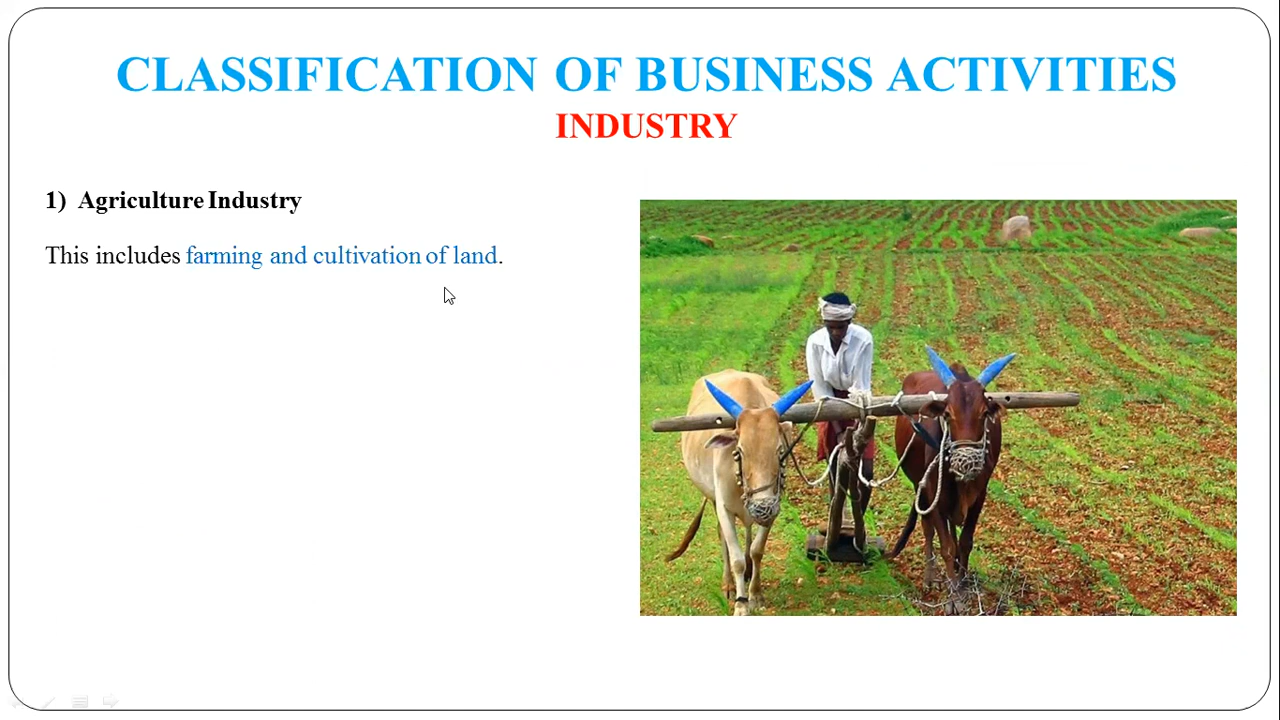 CLASSIFICATION OF BUSINESS ACTIVITIES
INDUSTRY
1) Agriculture Industry
This includes farming and cultivation of land.